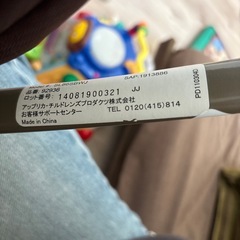 SAP:1913886
品番:92936
ロット番号:14081900321 JJ
アップリカ・チルドレンズプロダクツ株式会社
お客様サポートセンター TEL 0120(415)814
Made in China